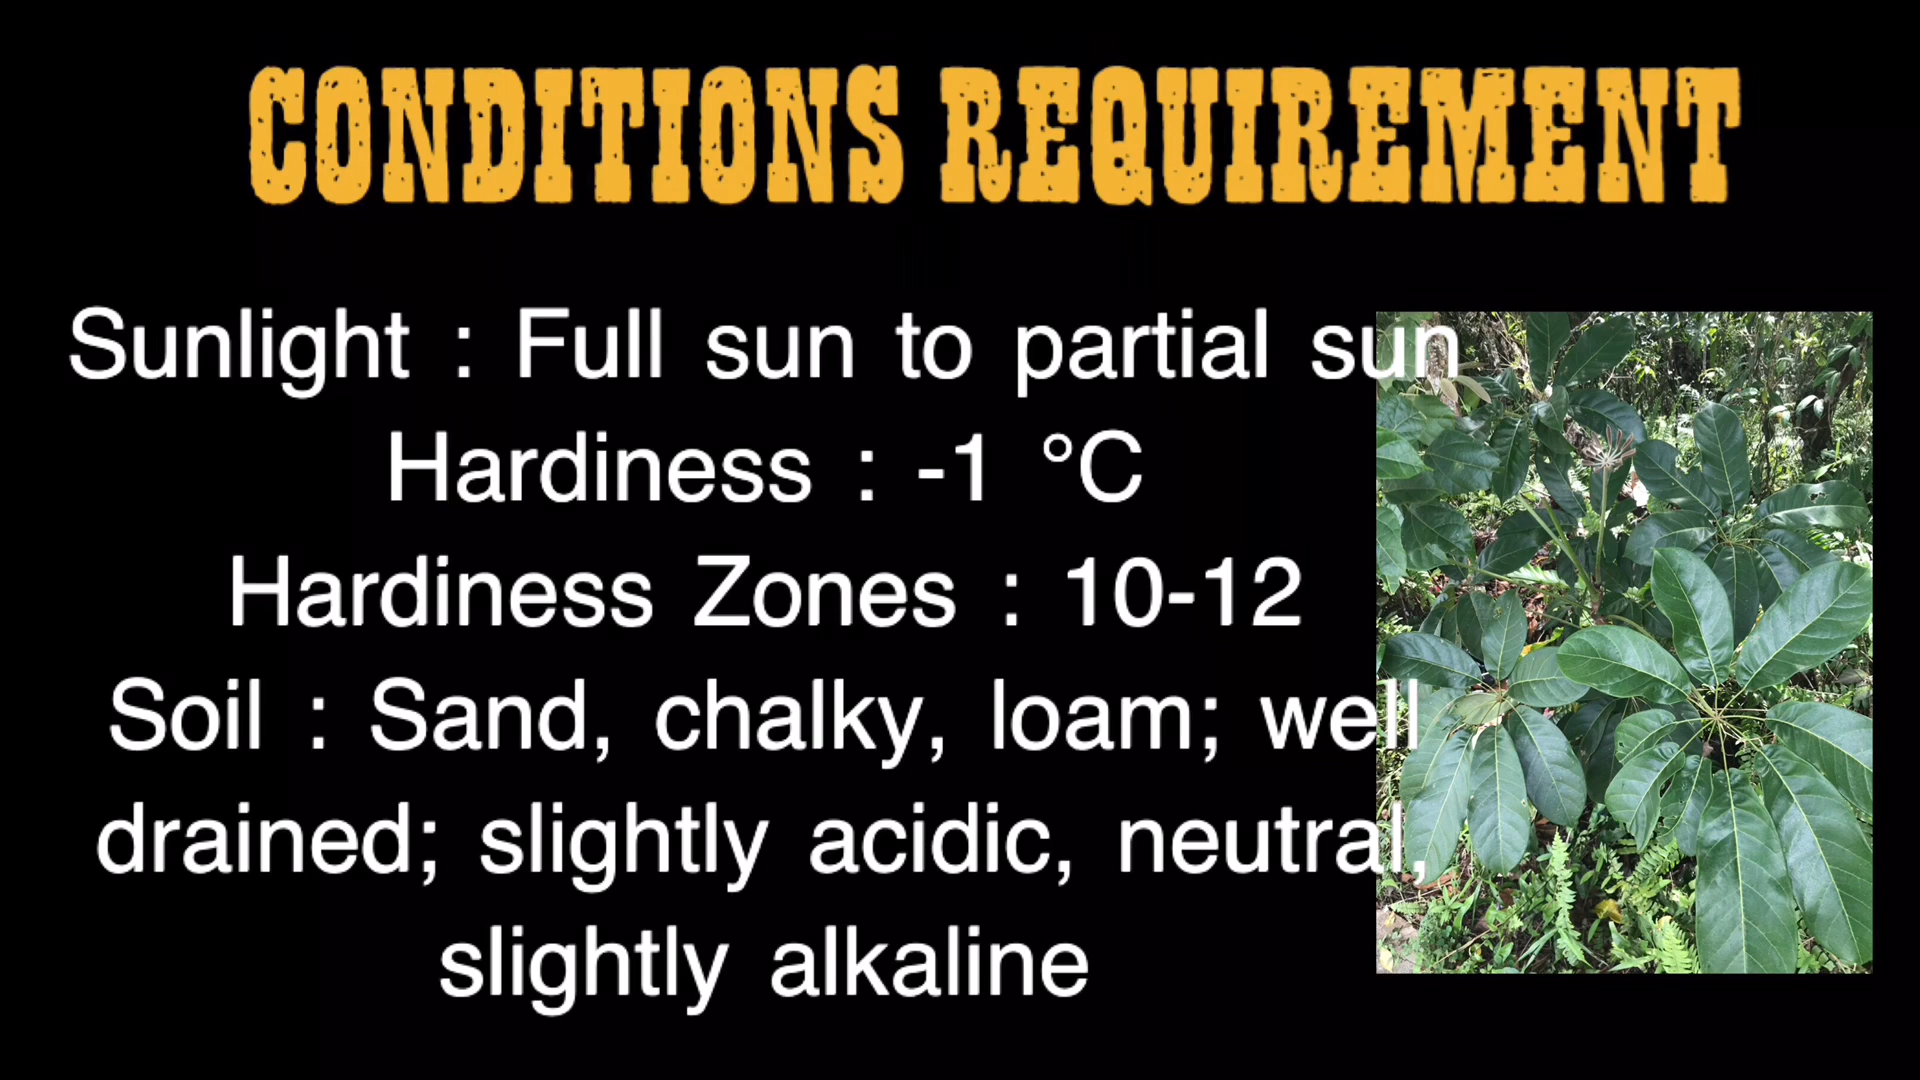 CONDITIONS REQUIREMENT
Sunlight : Full sun to partial sun
Hardiness : -1 °C
Hardiness Zones : 10-12
Soil : Sand, chalky, loam; well
drained; slightly acidic, neutral,
slightly alkaline